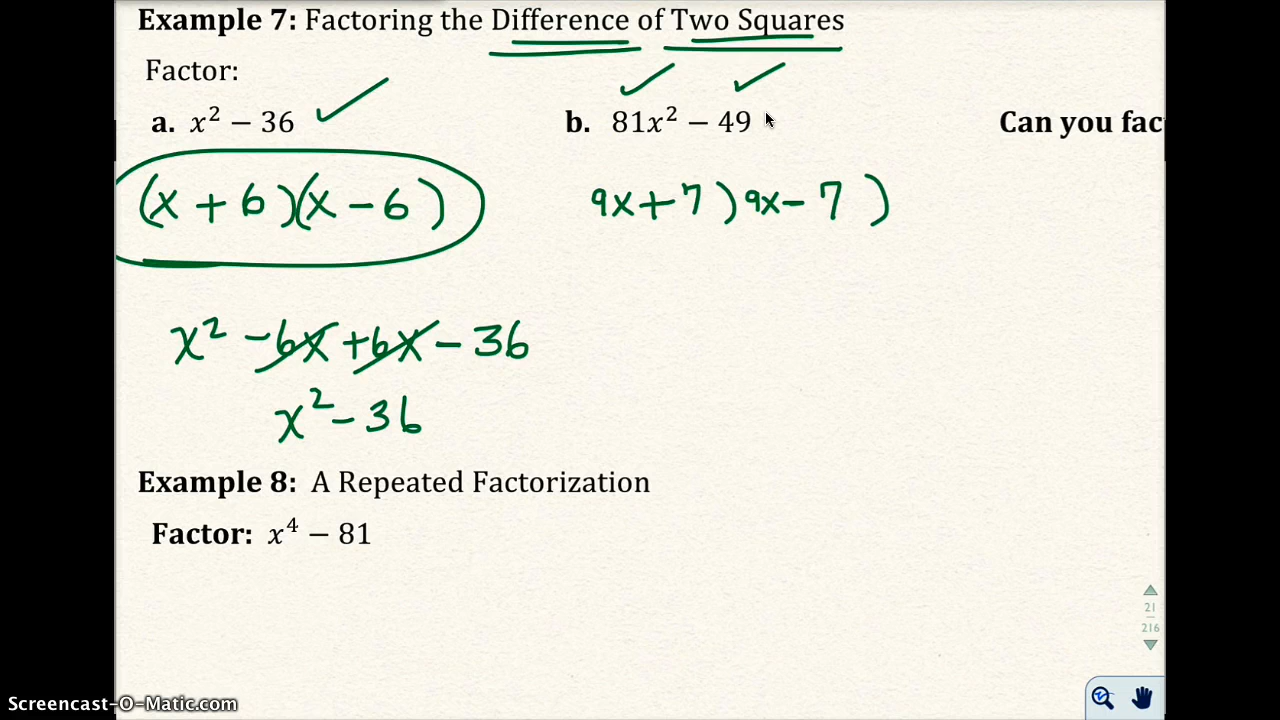 Example 7: Factoring the Difference of Two Squares
Factor:
a. x² − 36
b. 81x² − 49
Can you fac
(x + 6)(x − 6)
9x + 7) 9x − 7 )
x² − 6x + 6x − 36
x² − 36
Example 8: A Repeated Factorization
Factor: x⁴ − 81
21
216
Screencast-O-Matic.com